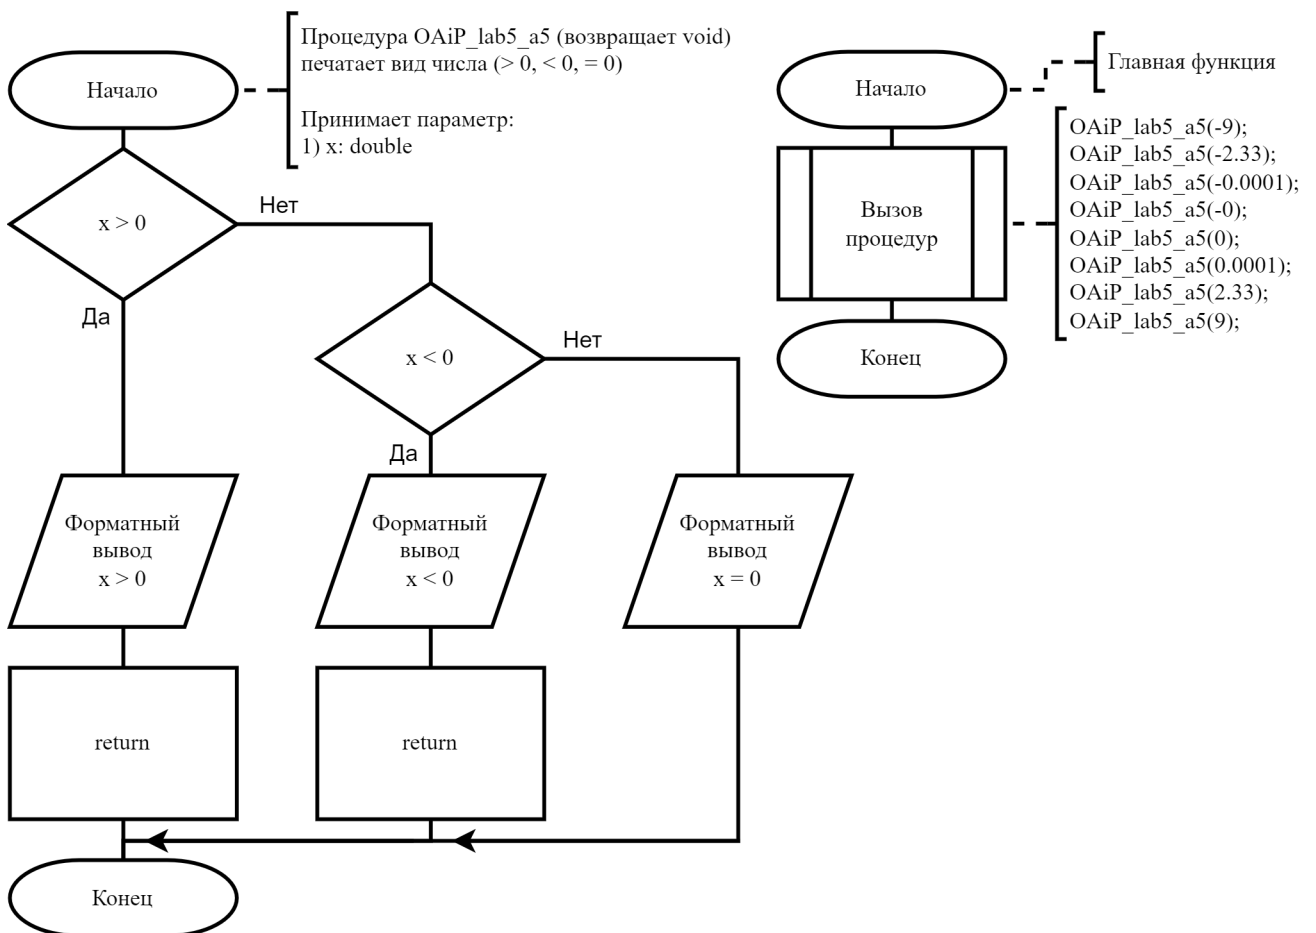 Процедура OAiP_lab5_a5 (возвращает void)
печатает вид числа (> 0, < 0, = 0)
Принимает параметр:
1) x: double
Начало
x > 0
Нет
Да
x < 0
Нет
Да
Форматный
вывод
x > 0
Форматный
вывод
x < 0
Форматный
вывод
x = 0
return
return
Конец
Главная функция
Начало
Вызов
процедур
OAiP_lab5_a5(-9);
OAiP_lab5_a5(-2.33);
OAiP_lab5_a5(-0.0001);
OAiP_lab5_a5(-0);
OAiP_lab5_a5(0);
OAiP_lab5_a5(0.0001);
OAiP_lab5_a5(2.33);
OAiP_lab5_a5(9);
Конец